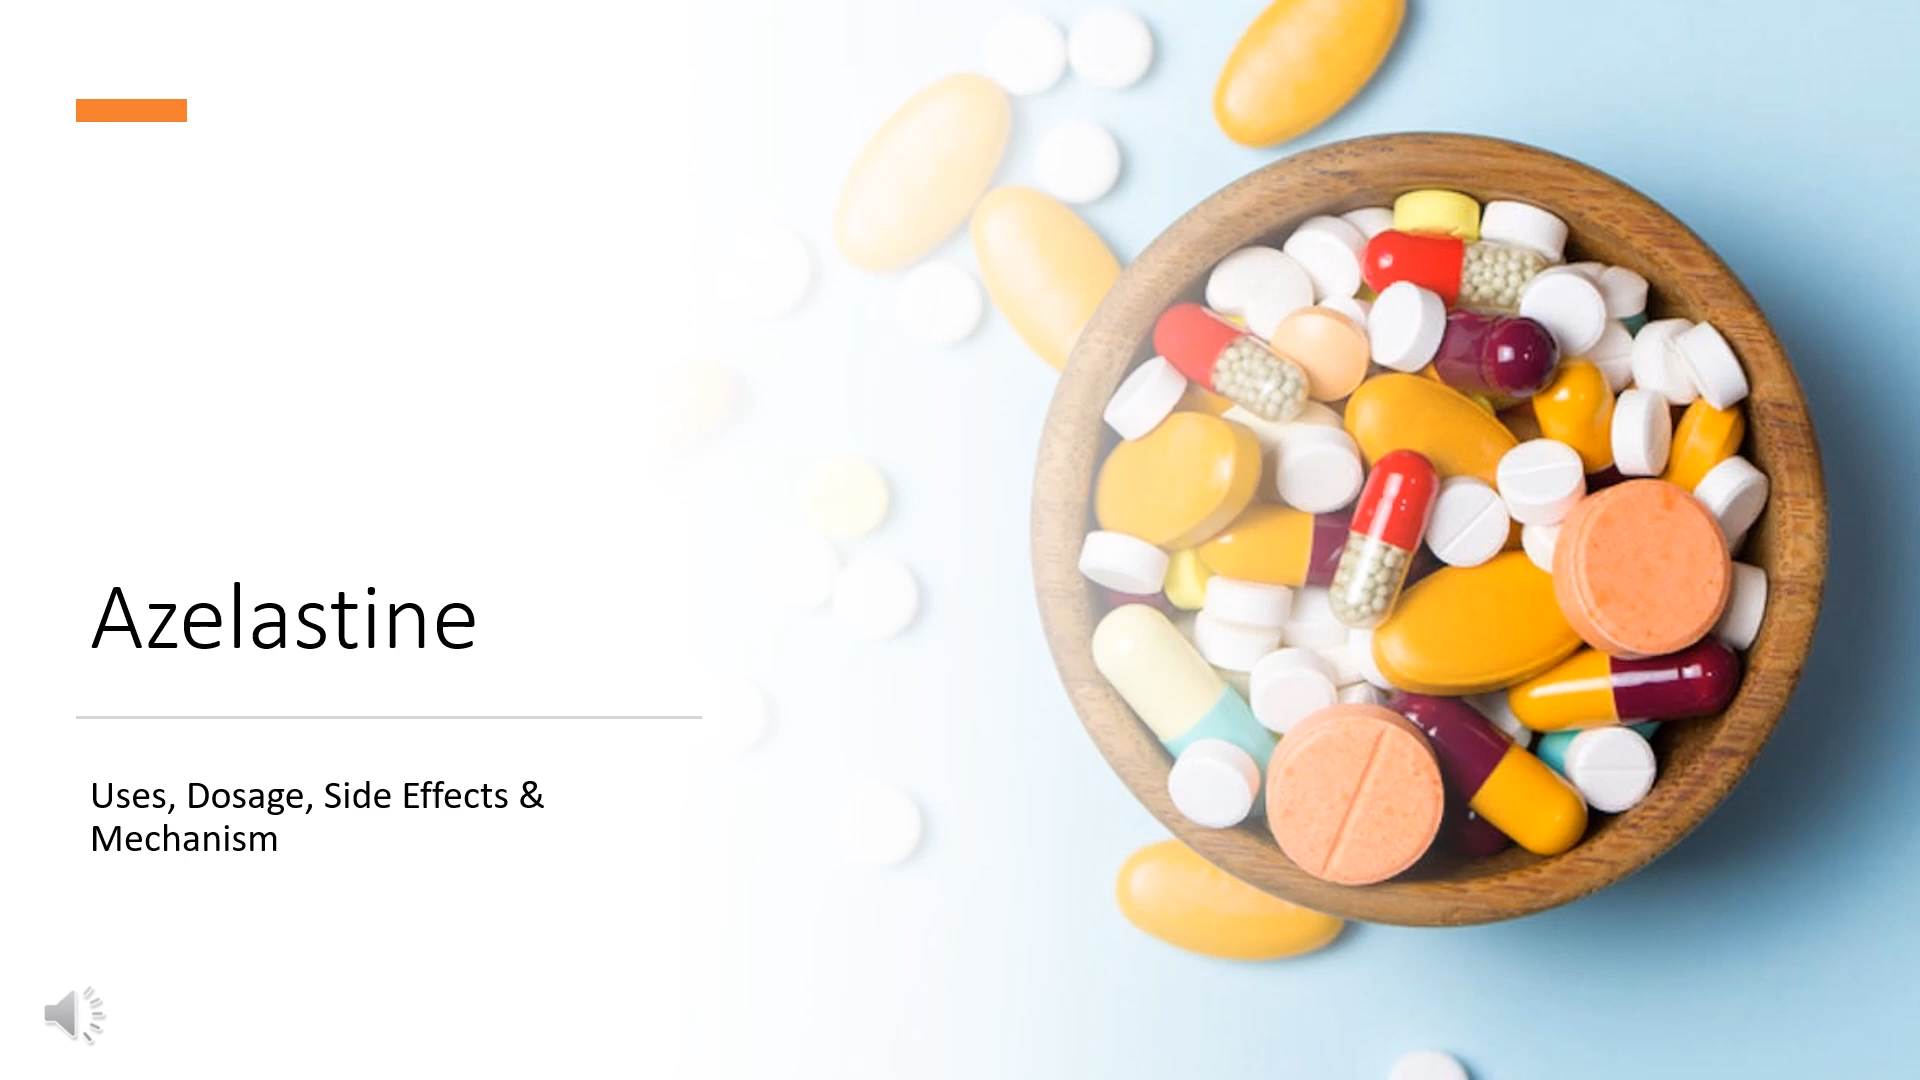 Azelastine
Uses, Dosage, Side Effects &
Mechanism